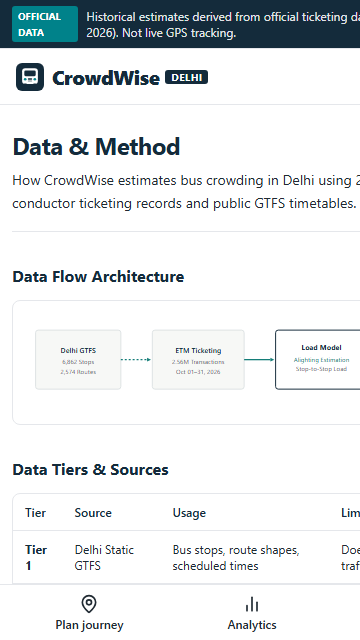 OFFICIAL DATA
Historical estimates derived from official ticketing da
2026). Not live GPS tracking.
CrowdWise DELHI
Data & Method
How CrowdWise estimates bus crowding in Delhi using 2
conductor ticketing records and public GTFS timetables.
Data Flow Architecture
Delhi GTFS
6,862 Stops
2,574 Routes
ETM Ticketing
2.56M Transactions
Oct 01–31, 2026
Load Model
Alighting Estimation
Stop-to-Stop Load
Data Tiers & Sources
Tier Source Usage Lim
Tier 1
Delhi Static GTFS
Bus stops, route shapes, scheduled times
Doe
traf
Plan journey
Analytics